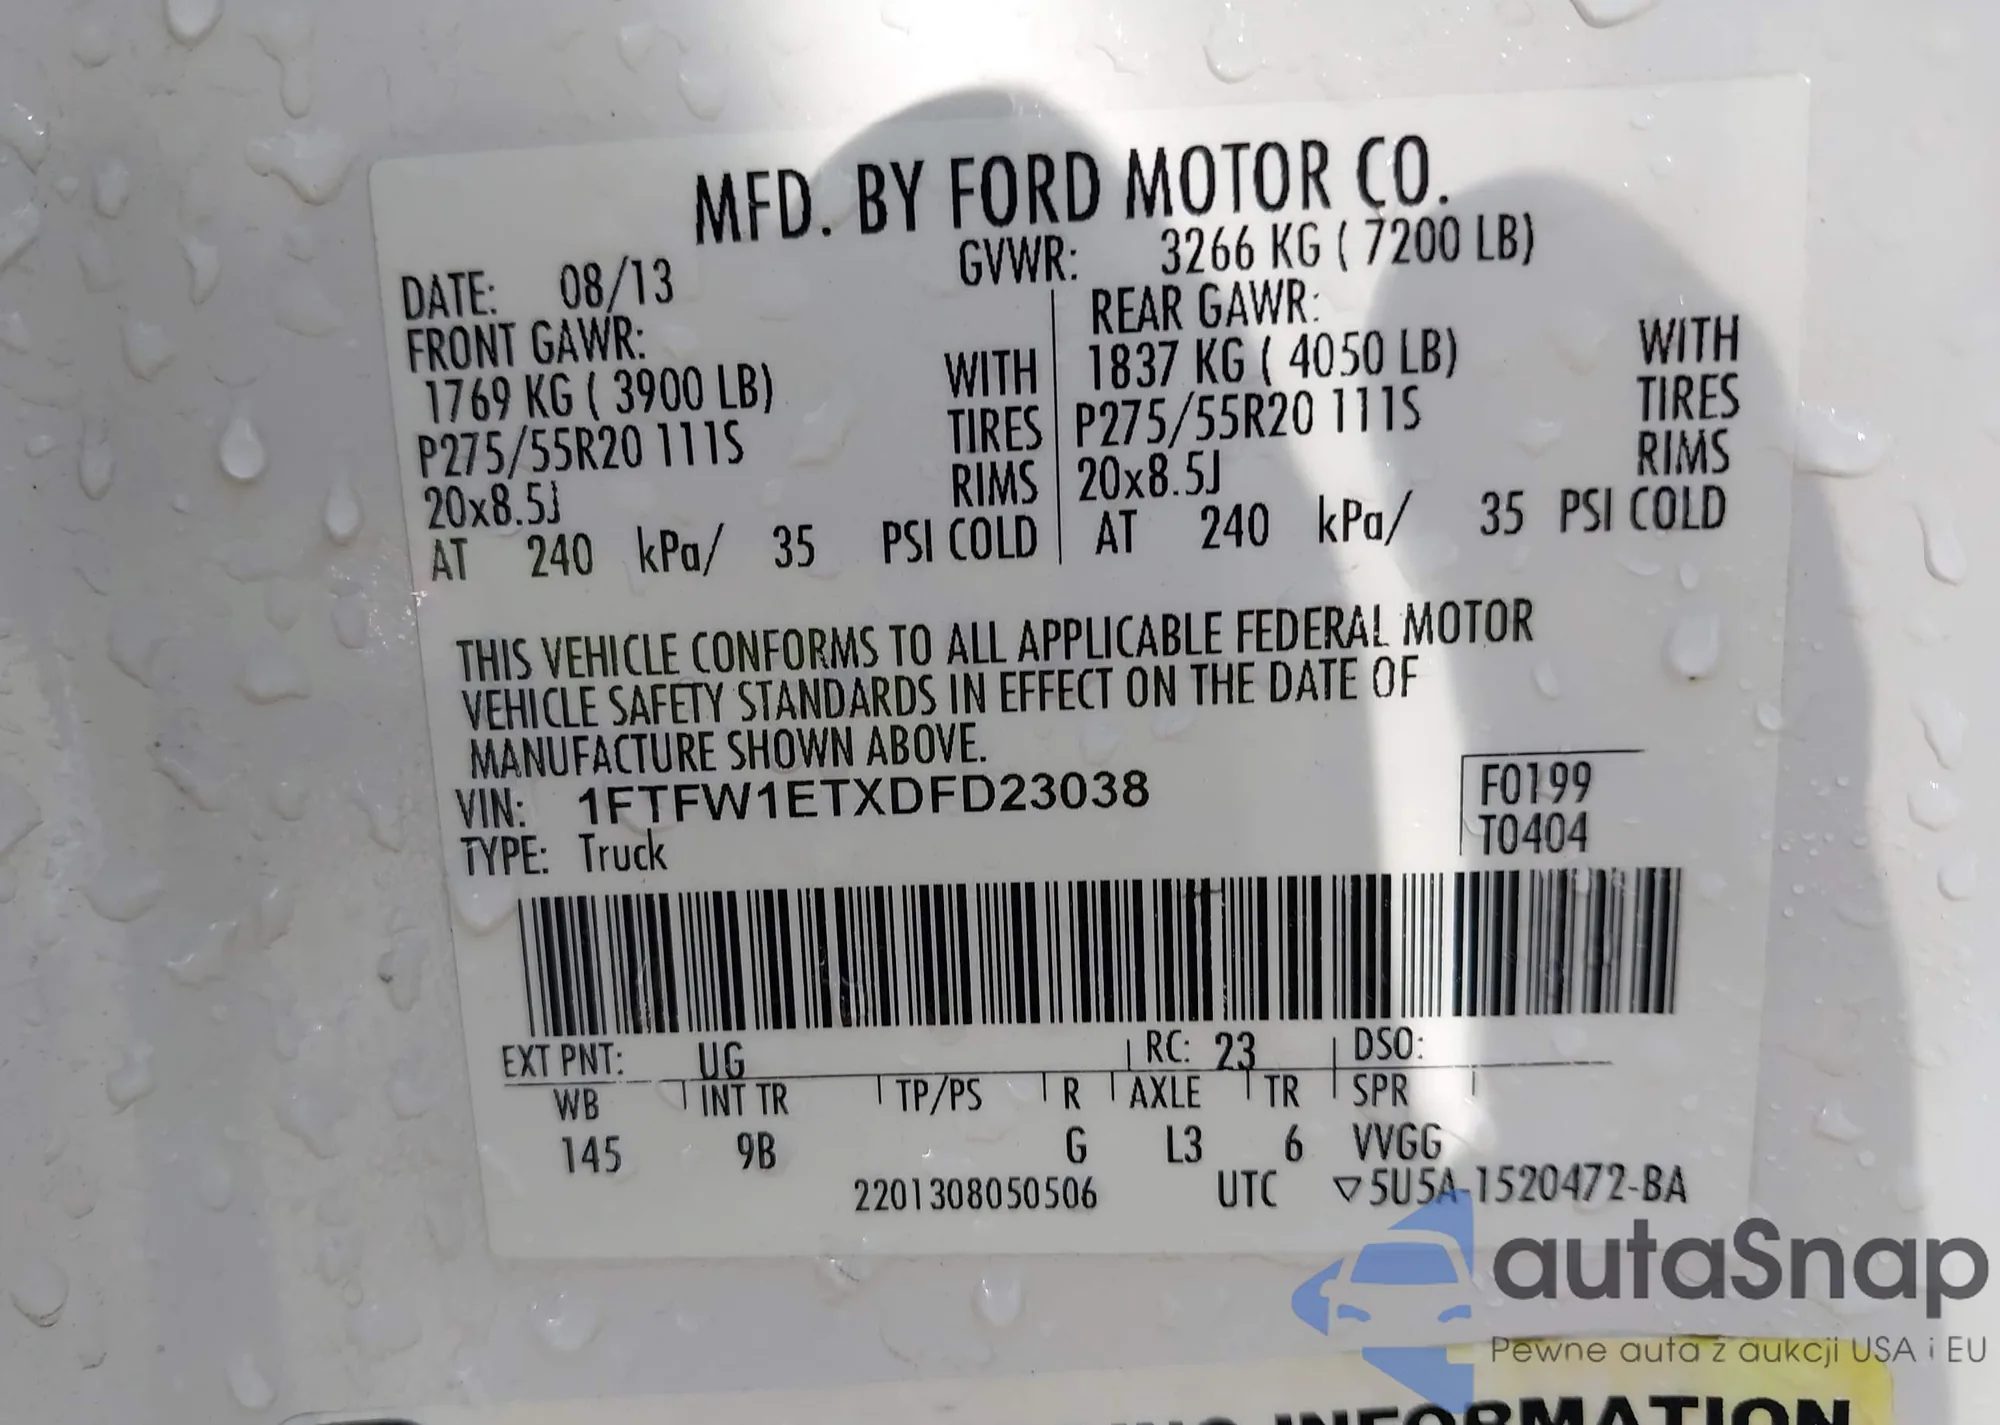 MFD. BY FORD MOTOR CO.
DATE: 08/13 GVWR: 3266 KG ( 7200 LB)
FRONT GAWR: REAR GAWR:
1769 KG ( 3900 LB) WITH 1837 KG ( 4050 LB) WITH
P275/55R20 111S TIRES P275/55R20 111S TIRES
20x8.5J RIMS 20x8.5J RIMS
AT 240 kPa/ 35 PSI COLD AT 240 kPa/ 35 PSI COLD
THIS VEHICLE CONFORMS TO ALL APPLICABLE FEDERAL MOTOR
VEHICLE SAFETY STANDARDS IN EFFECT ON THE DATE OF
MANUFACTURE SHOWN ABOVE.
VIN: 1FTFW1ETXDFD23038 F0199
TYPE: Truck T0404
EXT PNT: UG RC: 23 DSO:
WB INT TR TP/PS R AXLE TR SPR
145 9B G L3 6 VVGG
2201308050506 UTC ▽5U5A-1520472-BA
autaSnap
Pewne auta z aukcji USA i EU
INFORMATION